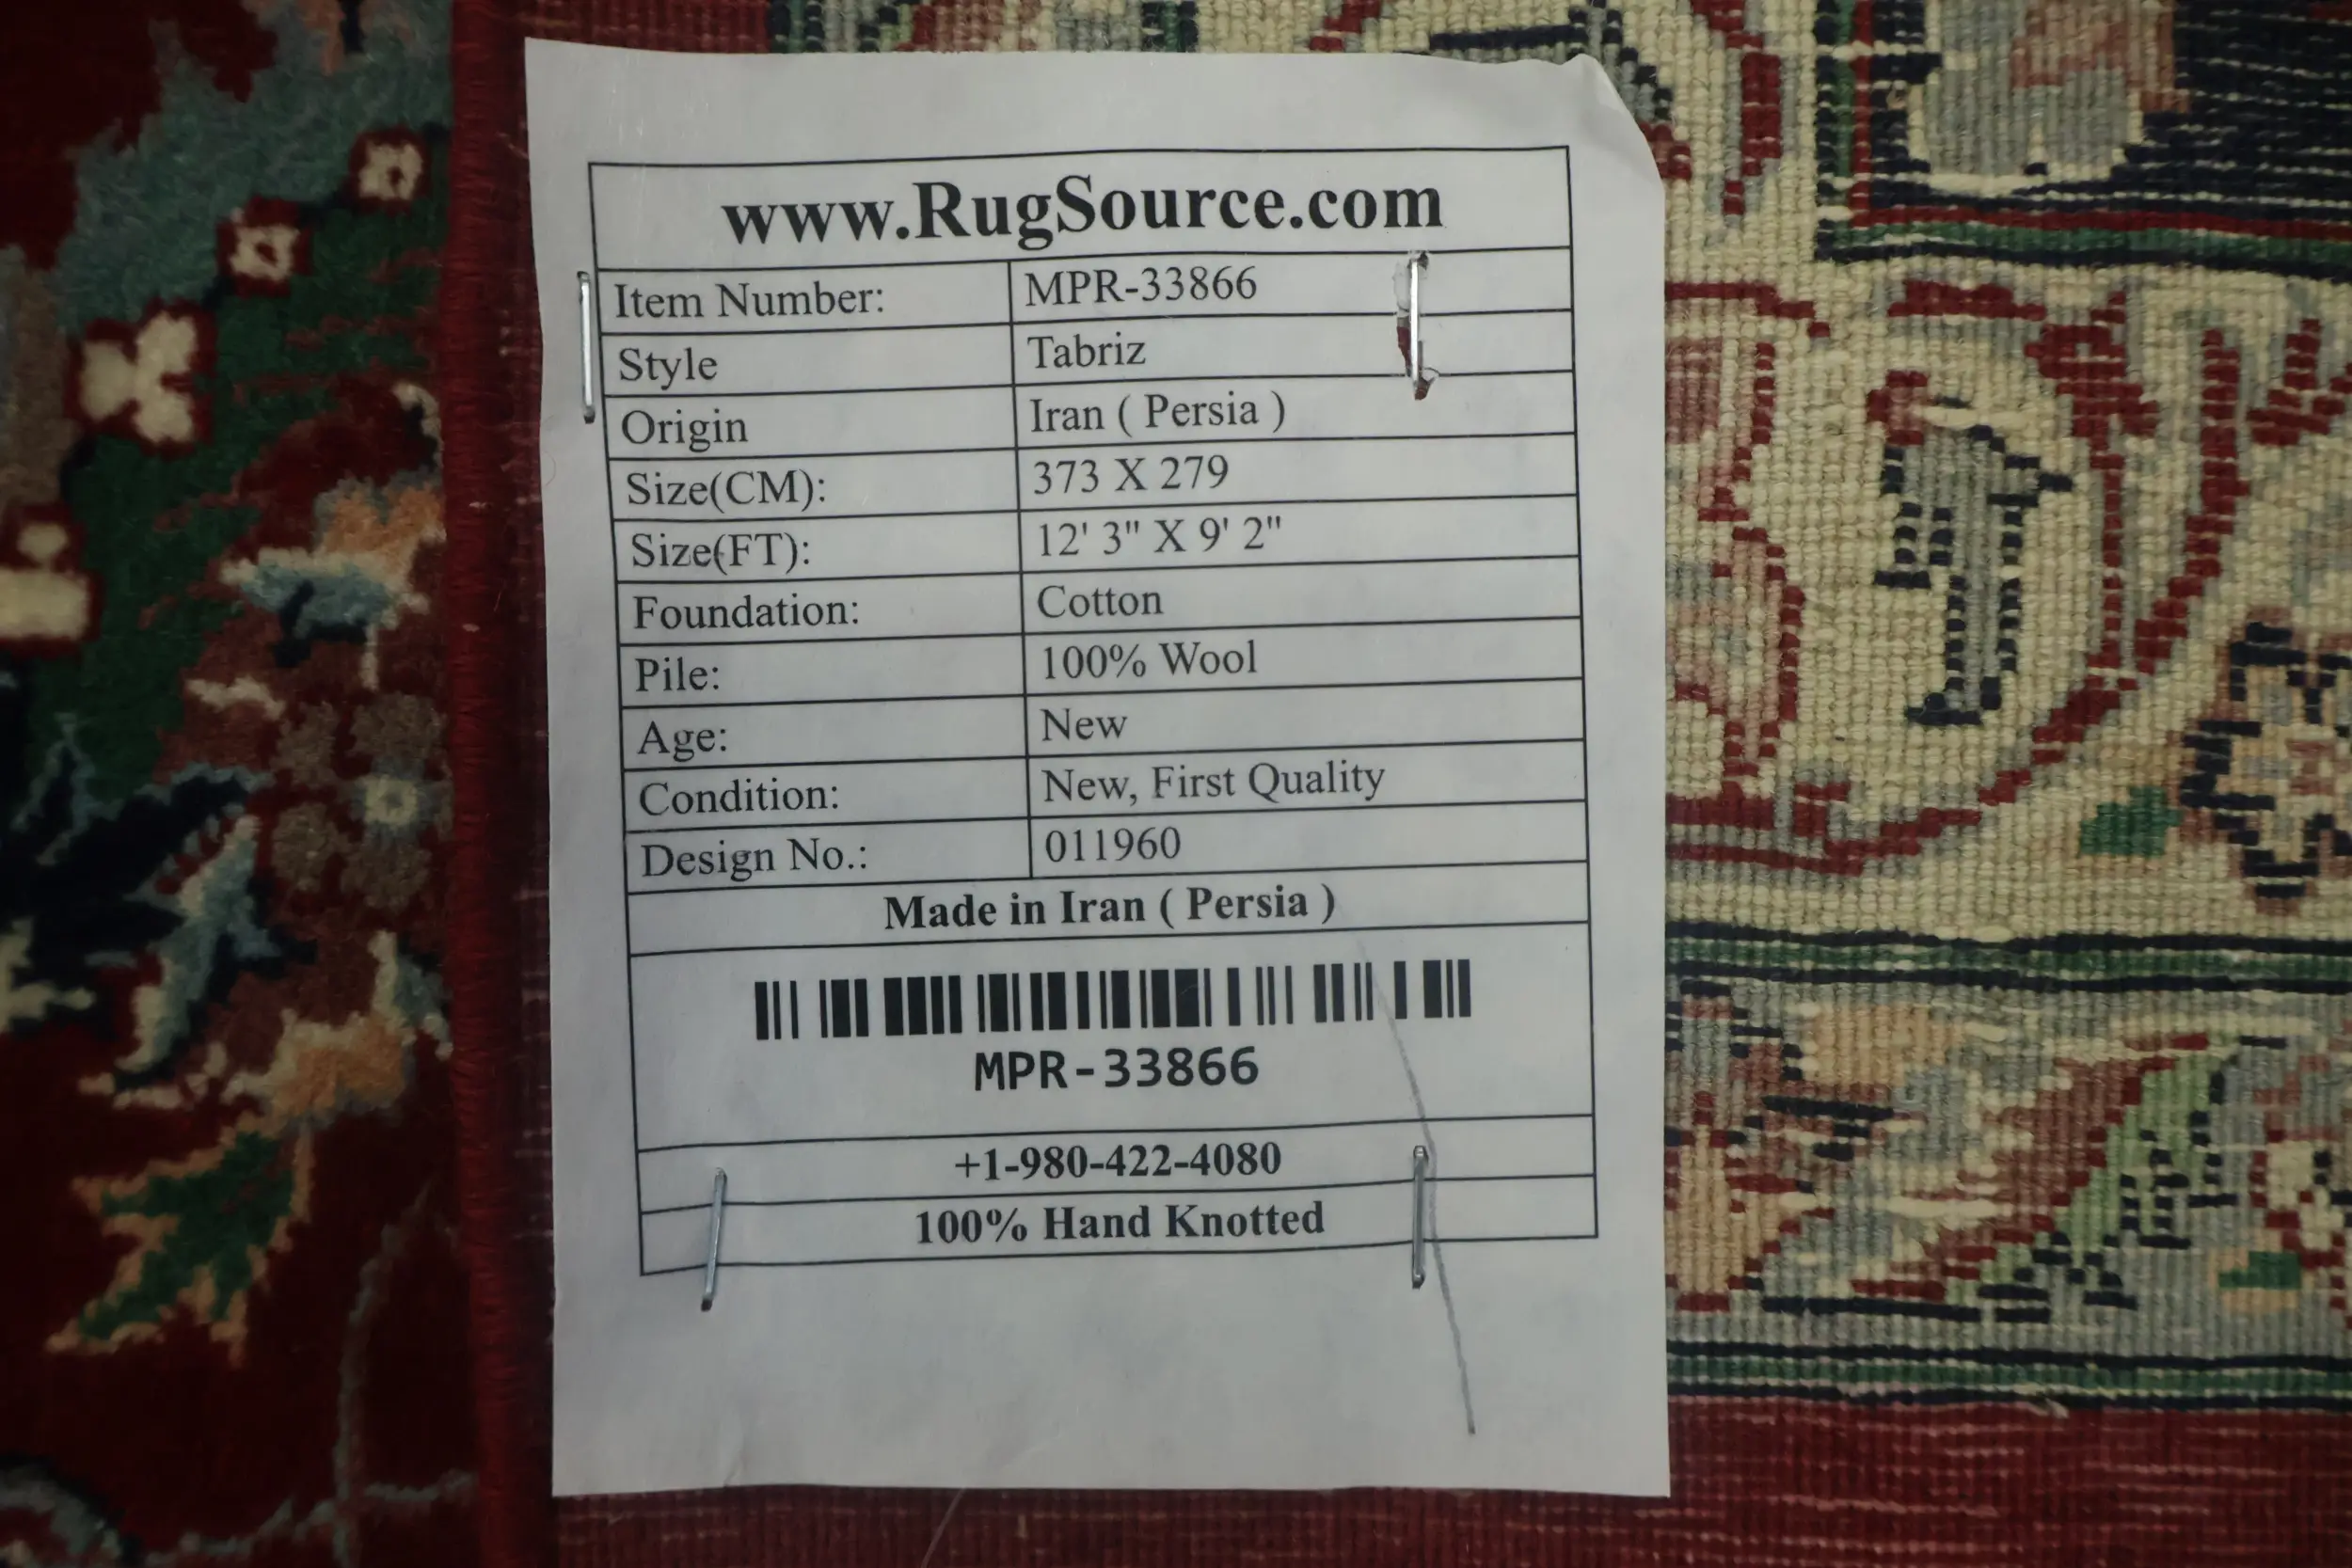 www.RugSource.com
Item Number: MPR-33866
Style Tabriz
Origin Iran ( Persia )
Size(CM): 373 X 279
Size(FT): 12' 3" X 9' 2"
Foundation: Cotton
Pile: 100% Wool
Age: New
Condition: New, First Quality
Design No.: 011960
Made in Iran ( Persia )
MPR-33866
+1-980-422-4080
100% Hand Knotted